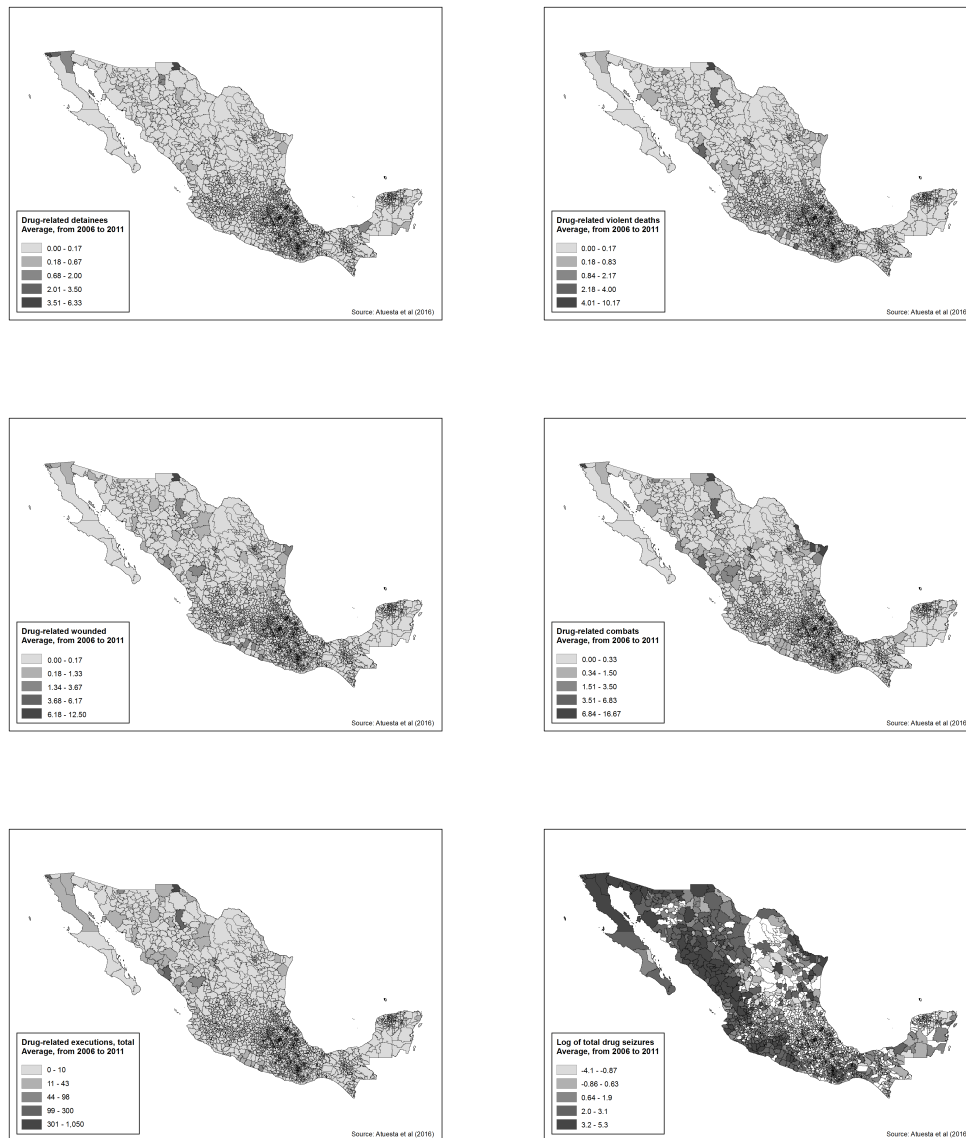 Drug-related detainees
Average, from 2006 to 2011
0.00 - 0.17
0.18 - 0.67
0.68 - 2.00
2.01 - 3.50
3.51 - 6.33
Source: Atuesta et al (2016)
Drug-related violent deaths
Average, from 2006 to 2011
0.00 - 0.17
0.18 - 0.83
0.84 - 2.17
2.18 - 4.00
4.01 - 10.17
Source: Atuesta et al (2016
Drug-related wounded
Average, from 2006 to 2011
0.00 - 0.17
0.18 - 1.33
1.34 - 3.67
3.68 - 6.17
6.18 - 12.50
Source: Atuesta et al (2016)
Drug-related combats
Average, from 2006 to 2011
0.00 - 0.33
0.34 - 1.50
1.51 - 3.50
3.51 - 6.83
6.84 - 16.67
Source: Atuesta et al (2016
Drug-related executions, total
Average, from 2006 to 2011
0 - 10
11 - 43
44 - 98
99 - 300
301 - 1,050
Source: Atuesta et al (2016)
Log of total drug seizures
Average, from 2006 to 2011
-4.1 - -0.87
-0.86 - 0.63
0.64 - 1.9
2.0 - 3.1
3.2 - 5.3
Source: Atuesta et al (2016